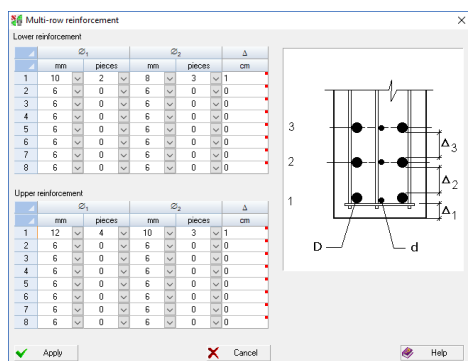 Multi-row reinforcement
Lower reinforcement
Ø1 Ø2 Δ
mm pieces mm pieces cm
1 10 2 8 3 1
2 6 0 6 0 0
3 6 0 6 0 0
4 6 0 6 0 0
5 6 0 6 0 0
6 6 0 6 0 0
7 6 0 6 0 0
8 6 0 6 0 0
Upper reinforcement
Ø1 Ø2 Δ
mm pieces mm pieces cm
1 12 4 10 3 1
2 6 0 6 0 0
3 6 0 6 0 0
4 6 0 6 0 0
5 6 0 6 0 0
6 6 0 6 0 0
7 6 0 6 0 0
8 6 0 6 0 0
3
Δ3
2
Δ2
1
Δ1
D d
Apply Cancel Help